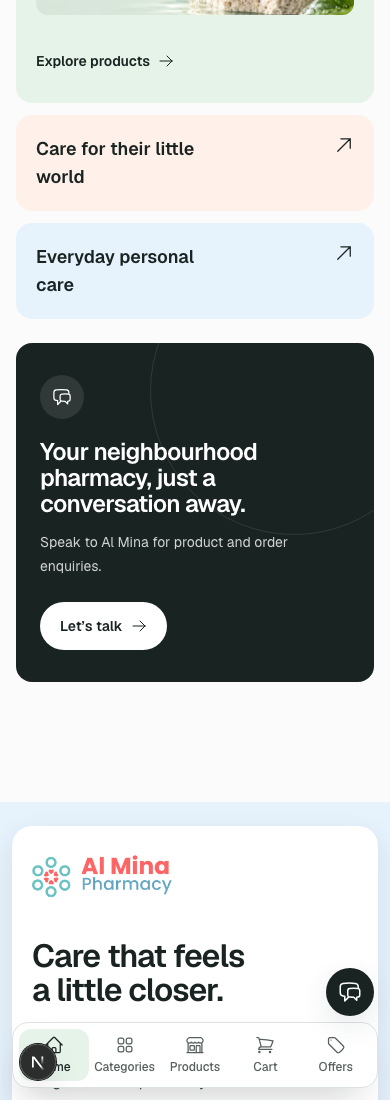 Explore products
Care for their little
world
Everyday personal
care
Your neighbourhood
pharmacy, just a
conversation away.
Speak to Al Mina for product and order
enquiries.
Let's talk
Al Mina
Pharmacy
Care that feels
a little closer.
N
Categories
Products
Cart
Offers